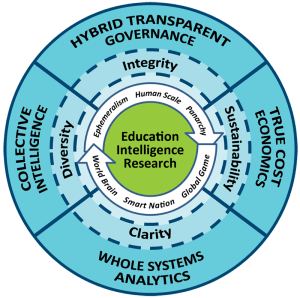 HYBRID TRANSPARENT
GOVERNANCE
Integrity
COLLECTIVE
INTELLIGENCE
Diversity
Ephemeralism
Human Scale
Panarchy
Education
Intelligence
Research
Sustainability
TRUE COST
ECONOMICS
World Brain
Smart Nation
Global Game
Clarity
WHOLE SYSTEMS
ANALYTICS